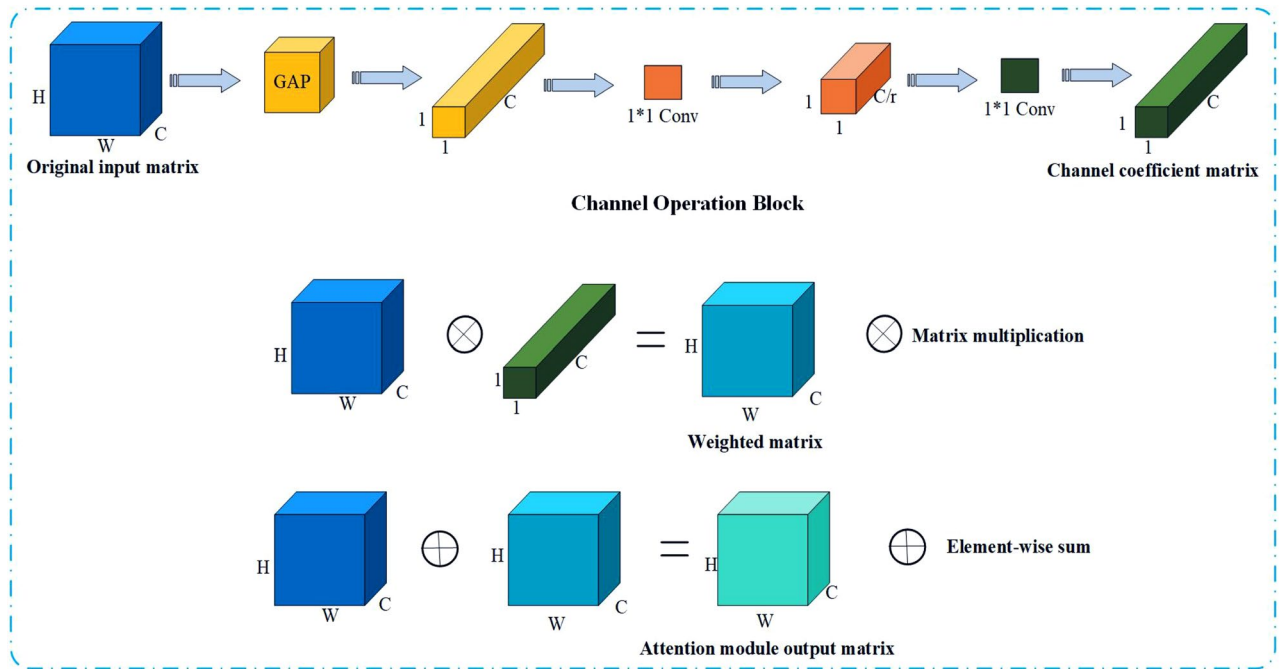 H
W
C
Original input matrix
GAP
1
1
C
1*1 Conv
1
1
C/r
1*1 Conv
1
1
C
Channel coefficient matrix
Channel Operation Block
H
W
C
1
1
C
H
W
C
Weighted matrix
Matrix multiplication
H
W
C
H
W
C
H
W
C
Attention module output matrix
Element-wise sum